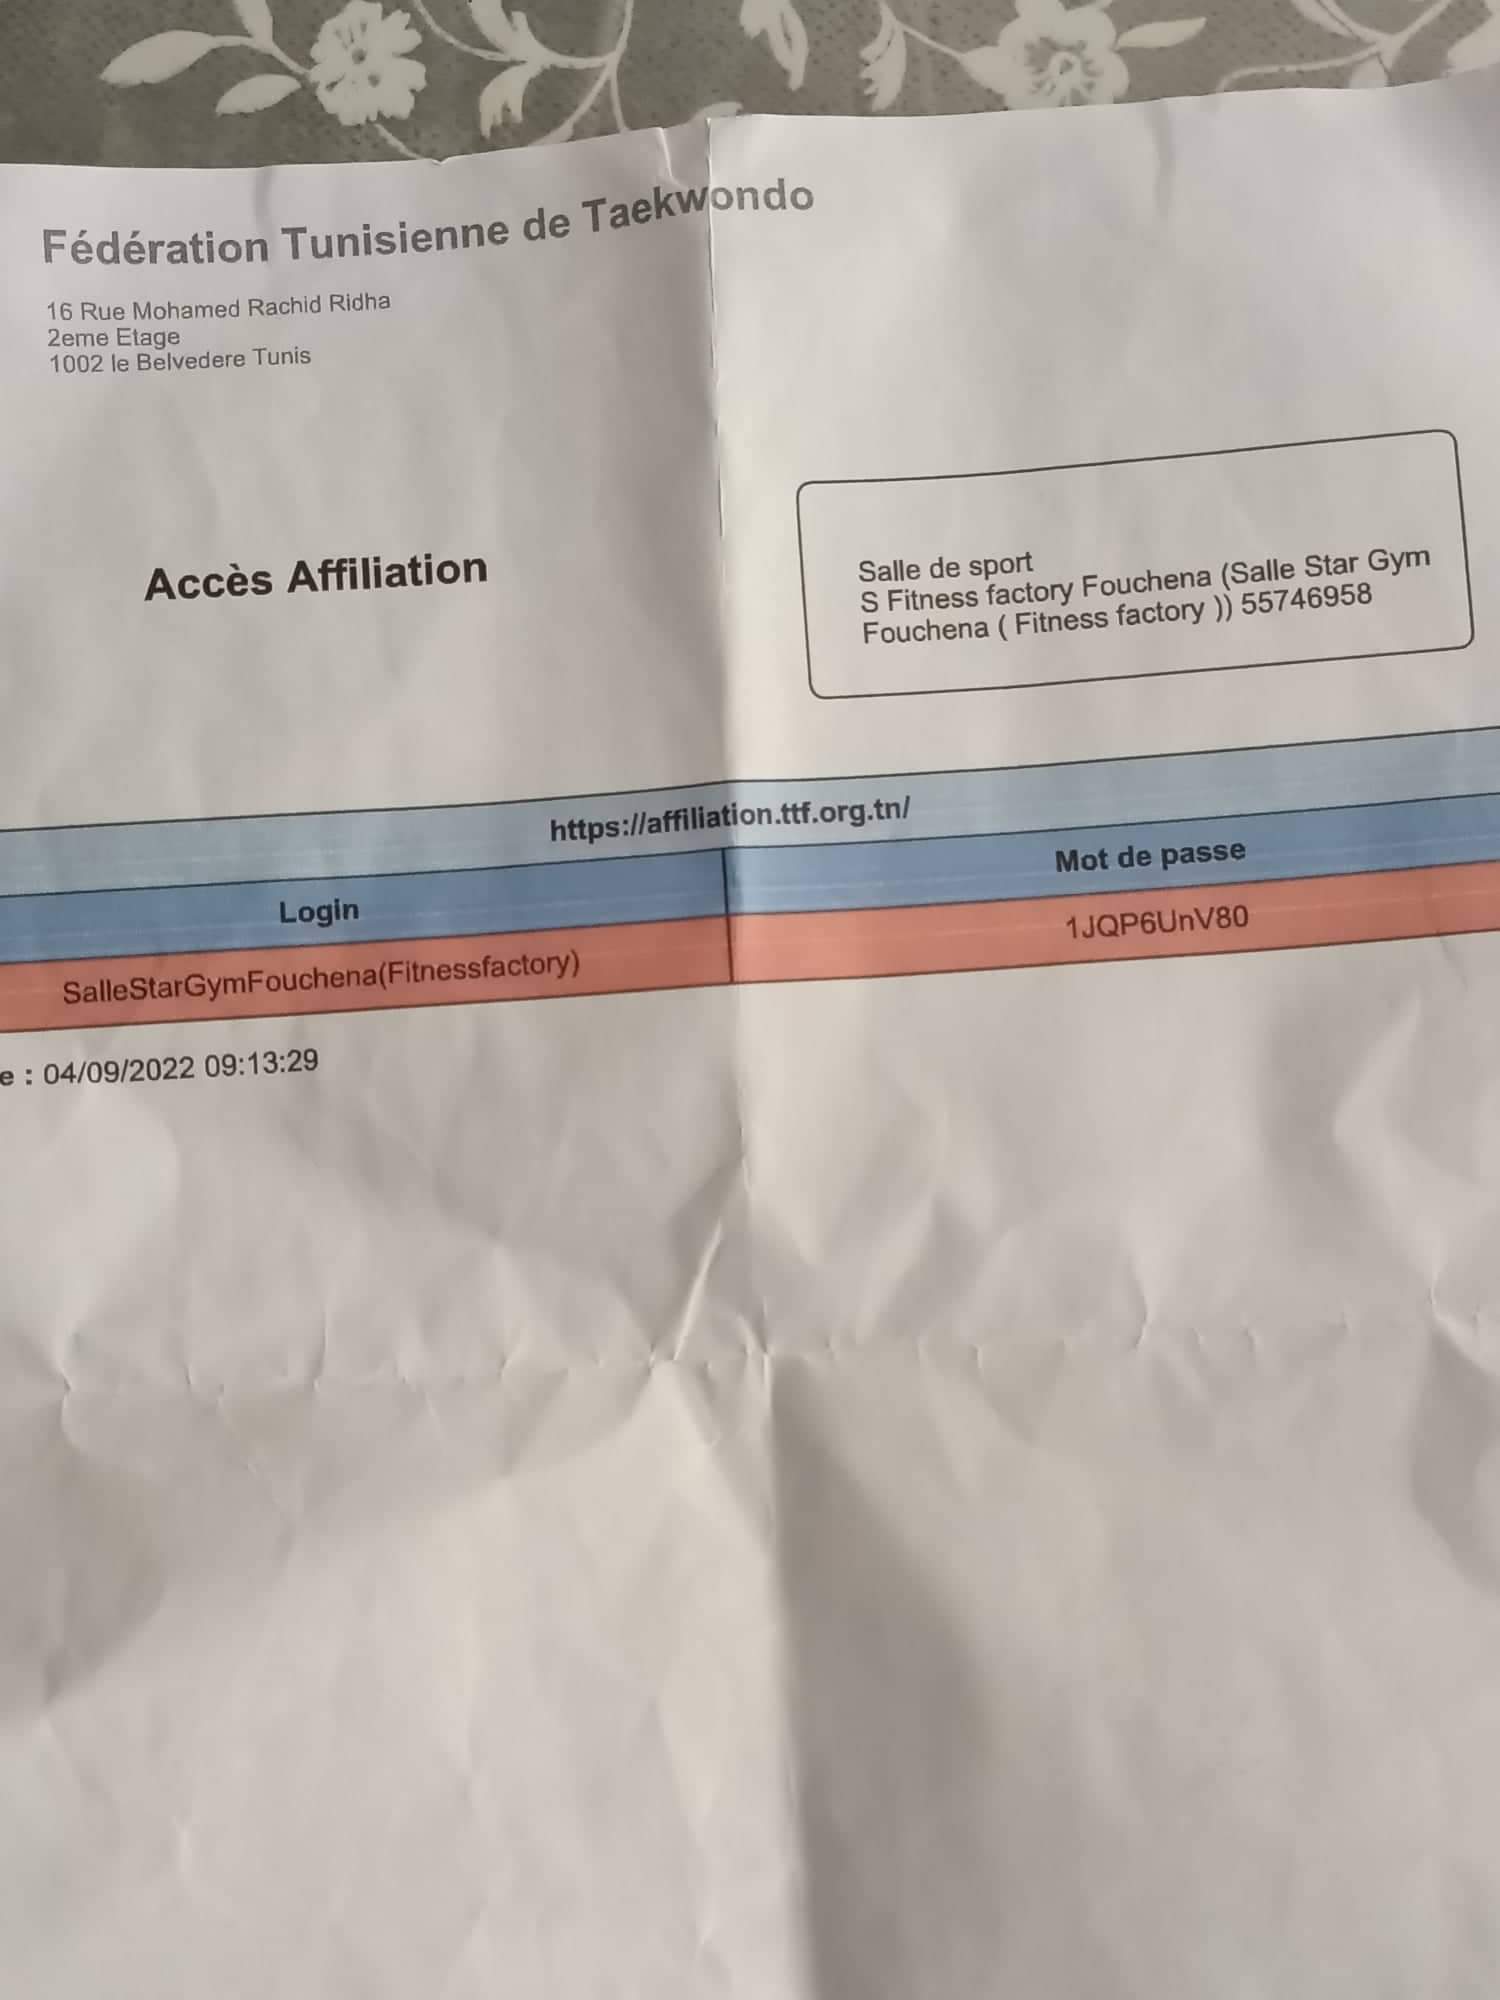 Fédération Tunisienne de Taekwondo
16 Rue Mohamed Rachid Ridha
2eme Etage
1002 le Belvedere Tunis
Accès Affiliation
Salle de sport
S Fitness factory Fouchena (Salle Star Gym
Fouchena ( Fitness factory )) 55746958
https://affiliation.ttf.org.tn/
Login
Mot de passe
SalleStarGymFouchena(Fitnessfactory)
1JQP6UnV80
e : 04/09/2022 09:13:29